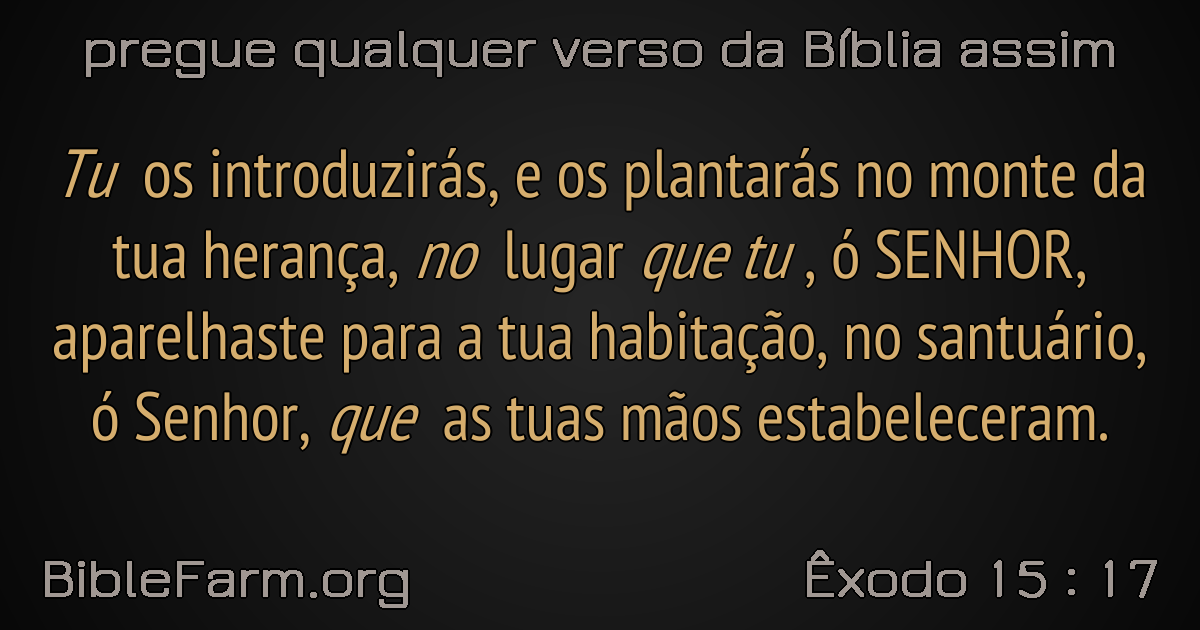 pregue qualquer verso da Bíblia assim
Tu os introduzirás, e os plantarás no monte da
tua herança, no lugar que tu , ó SENHOR,
aparelhaste para a tua habitação, no santuário,
ó Senhor, que as tuas mãos estabeleceram.
BibleFarm.org
Êxodo 15 : 17